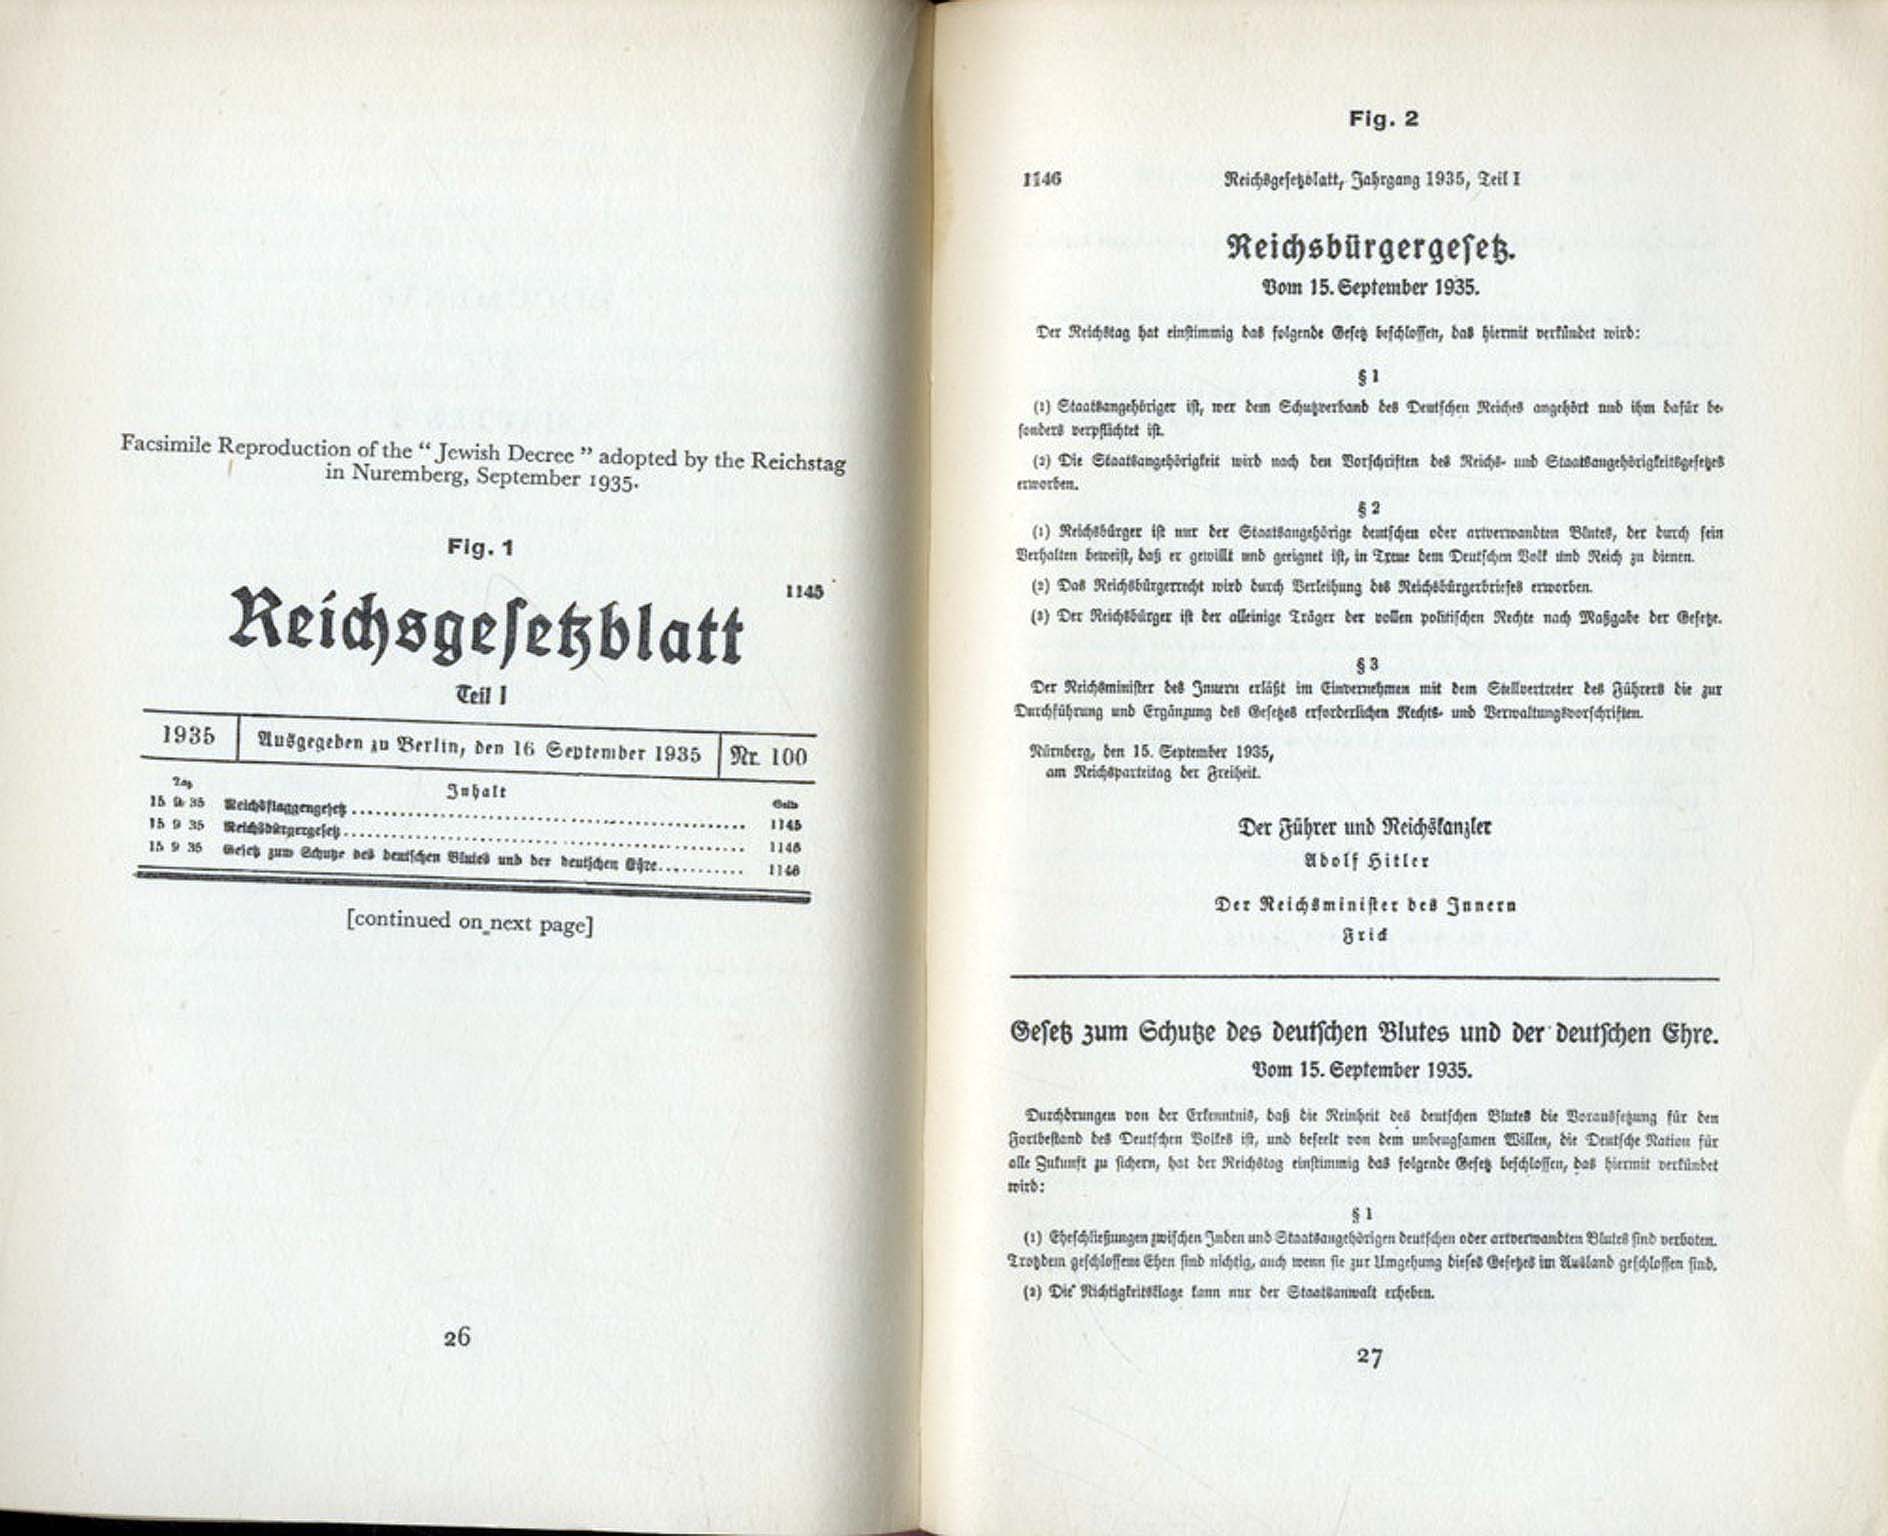 Facsimile Reproduction of the “ Jewish Decree ” adopted by the Reichstag
in Nuremberg, September 1935.
Fig. 1
1145
Reichsgesetzblatt
Teil I
1935 Ausgegeben zu Berlin, den 16 September 1935 Nr. 100
Tag Inhalt Seite
15 9 35 Reichsflaggengesetz ........................................ 1145
15 9 35 Reichsbürgergesetz ........................................ 1146
15 9 35 Gesetz zum Schutze des deutschen Blutes und der deutschen Ehre............ 1146
[continued on next page]
26
Fig. 2
1146 Reichsgesetzblatt, Jahrgang 1935, Teil I
Reichsbürgergesetz.
Vom 15. September 1935.
Der Reichstag hat einstimmig das folgende Gesetz beschlossen, das hiermit verkündet wird:
§ 1
(1) Staatsangehöriger ist, wer dem Schutzverband des Deutschen Reiches angehört und ihm dafür be-
sonders verpflichtet ist.
(2) Die Staatsangehörigkeit wird nach den Vorschriften des Reichs- und Staatsangehörigkeitsgesetzes
erworben.
§ 2
(1) Reichsbürger ist nur der Staatsangehörige deutschen oder artverwandten Blutes, der durch sein
Verhalten beweist, daß er gewillt und geeignet ist, in Treue dem Deutschen Volk und Reich zu dienen.
(2) Das Reichsbürgerrecht wird durch Verleihung des Reichsbürgerbriefes erworben.
(3) Der Reichsbürger ist der alleinige Träger der vollen politischen Rechte nach Maßgabe der Gesetze.
§ 3
Der Reichsminister des Innern erläßt im Einvernehmen mit dem Stellvertreter des Führers die zur
Durchführung und Ergänzung des Gesetzes erforderlichen Rechts- und Verwaltungsvorschriften.
Nürnberg, den 15. September 1935,
am Reichsparteitag der Freiheit.
Der Führer und Reichskanzler
Adolf Hitler
Der Reichsminister des Innern
Frick
Gesetz zum Schutze des deutschen Blutes und der deutschen Ehre.
Vom 15. September 1935.
Durchdrungen von der Erkenntnis, daß die Reinheit des deutschen Blutes die Voraussetzung für den
Fortbestand des Deutschen Volkes ist, und beseelt von dem unbeugsamen Willen, die Deutsche Nation für
alle Zukunft zu sichern, hat der Reichstag einstimmig das folgende Gesetz beschlossen, das hiermit verkündet
wird:
§ 1
(1) Eheschließungen zwischen Juden und Staatsangehörigen deutschen oder artverwandten Blutes sind verboten.
Trotzdem geschlossene Ehen sind nichtig, auch wenn sie zur Umgehung dieses Gesetzes im Ausland geschlossen sind.
(2) Die Nichtigkeitsklage kann nur der Staatsanwalt erheben.
27